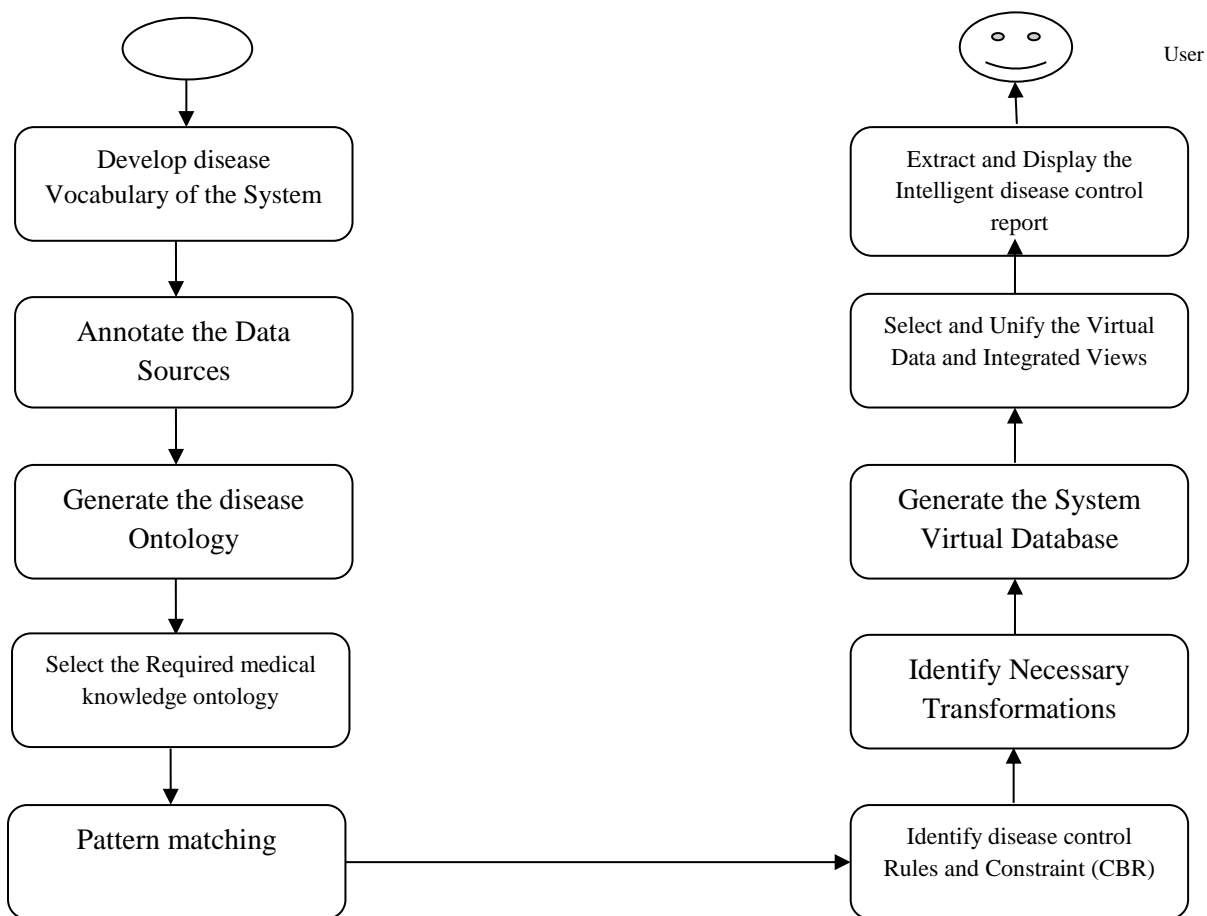 Develop disease
Vocabulary of the System
Annotate the Data
Sources
Generate the disease
Ontology
Select the Required medical
knowledge ontology
Pattern matching
User
Extract and Display the
Intelligent disease control
report
Select and Unify the Virtual
Data and Integrated Views
Generate the System
Virtual Database
Identify Necessary
Transformations
Identify disease control
Rules and Constraint (CBR)